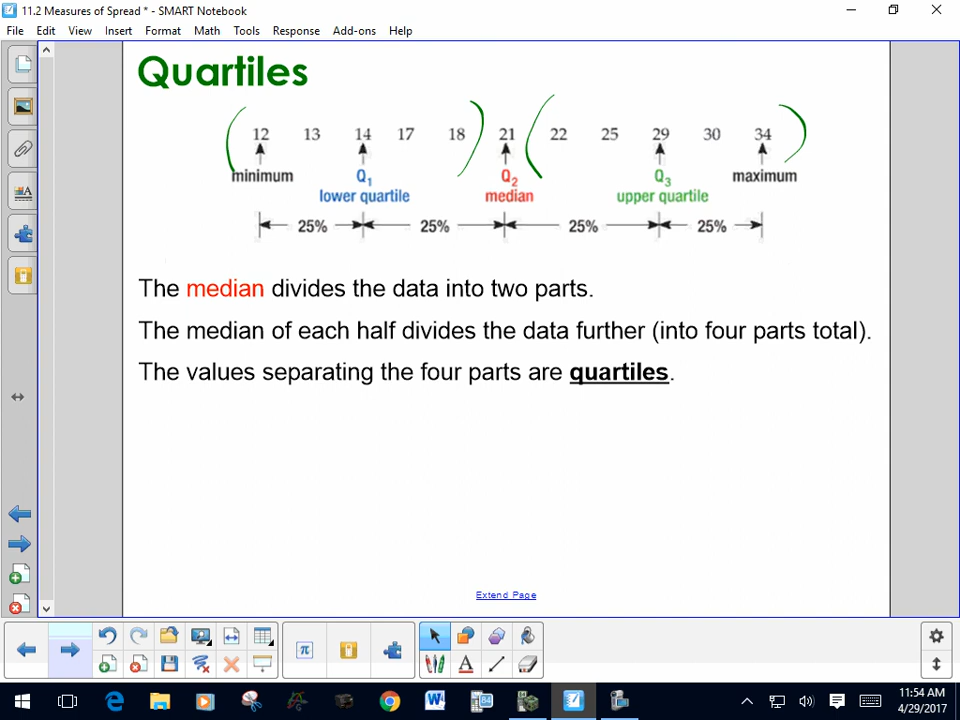 11.2 Measures of Spread * - SMART Notebook
File Edit View Insert Format Math Tools Response Add-ons Help
Quartiles
12 13 14 17 18 21 22 25 29 30 34
minimum Q1 Q2 Q3 maximum
lower quartile median upper quartile
25% 25% 25% 25%
The median divides the data into two parts.
The median of each half divides the data further (into four parts total).
The values separating the four parts are quartiles.
Extend Page
π
A
11:54 AM
4/29/2017